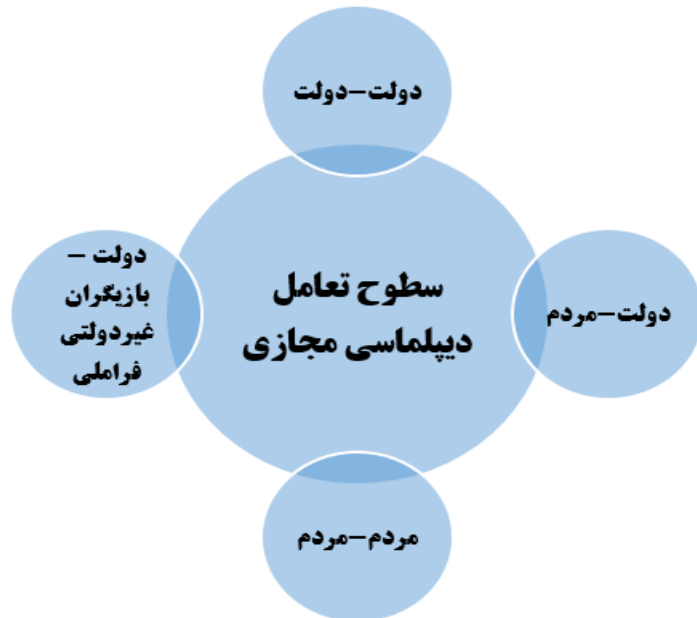 دولت–دولت
سطوح تعامل
دیپلماسی مجازی
دولت–مردم
دولت –
بازیگران
غیردولتی
فراملی
مردم–مردم